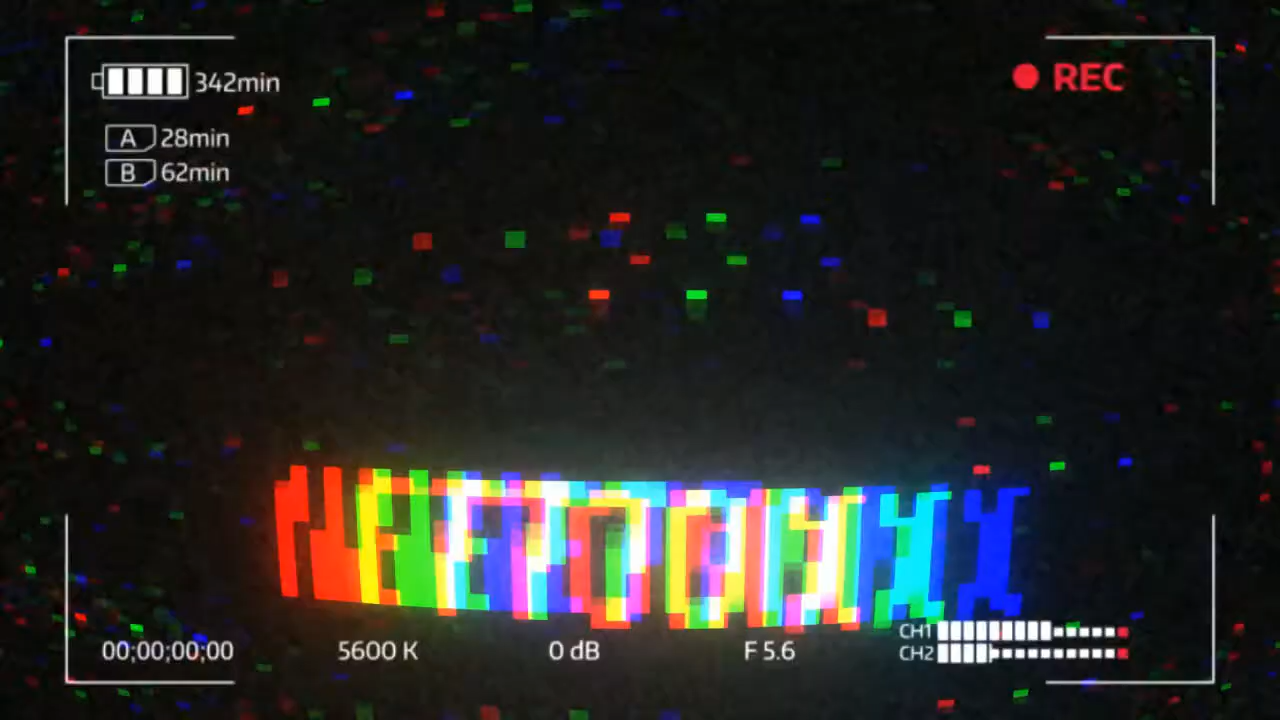 342min
REC
A 28min
B 62min
00;00;00;00
5600 K
0 dB
F 5.6
CH1
CH2